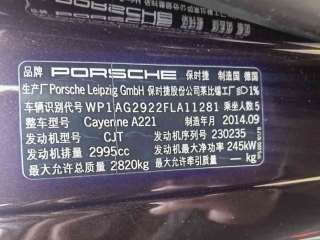 品牌 PORSCHE 保时捷 制造国 德国
生产厂 Porsche Leipzig GmbH 保时捷股份公司莱比锡工厂 1%
车辆识别代号 WP1AG2922FLA11281 乘坐人数 5
整车型号 Cayenne A221 制造年月 2014.09
发动机型号 CJT 发动机号 230235
发动机排量 2995cc 发动机最大净功率 245kW
最大允许总质量 2820kg 最大允许牵引质量 — kg